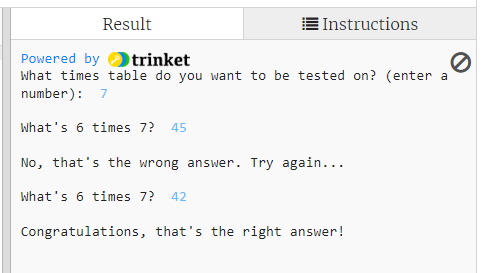 Result
Instructions
Powered by trinket
What times table do you want to be tested on? (enter a
number): 7
What's 6 times 7? 45
No, that's the wrong answer. Try again...
What's 6 times 7? 42
Congratulations, that's the right answer!